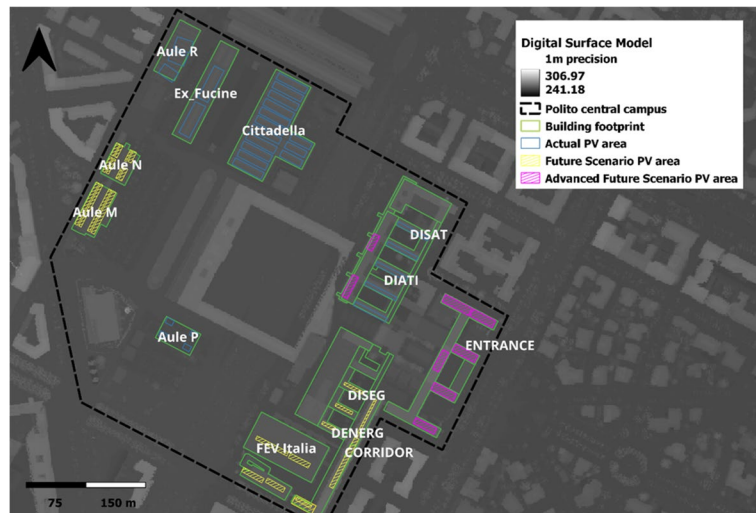 Digital Surface Model
1m precision
306.97
241.18
Polito central campus
Building footprint
Actual PV area
Future Scenario PV area
Advanced Future Scenario PV area
Aule R
Ex_Fucine
Cittadella
Aule N
Aule M
DISAT
DIATI
Aule P
ENTRANCE
DISEG
DENERG
CORRIDOR
FEV Italia
75 150 m